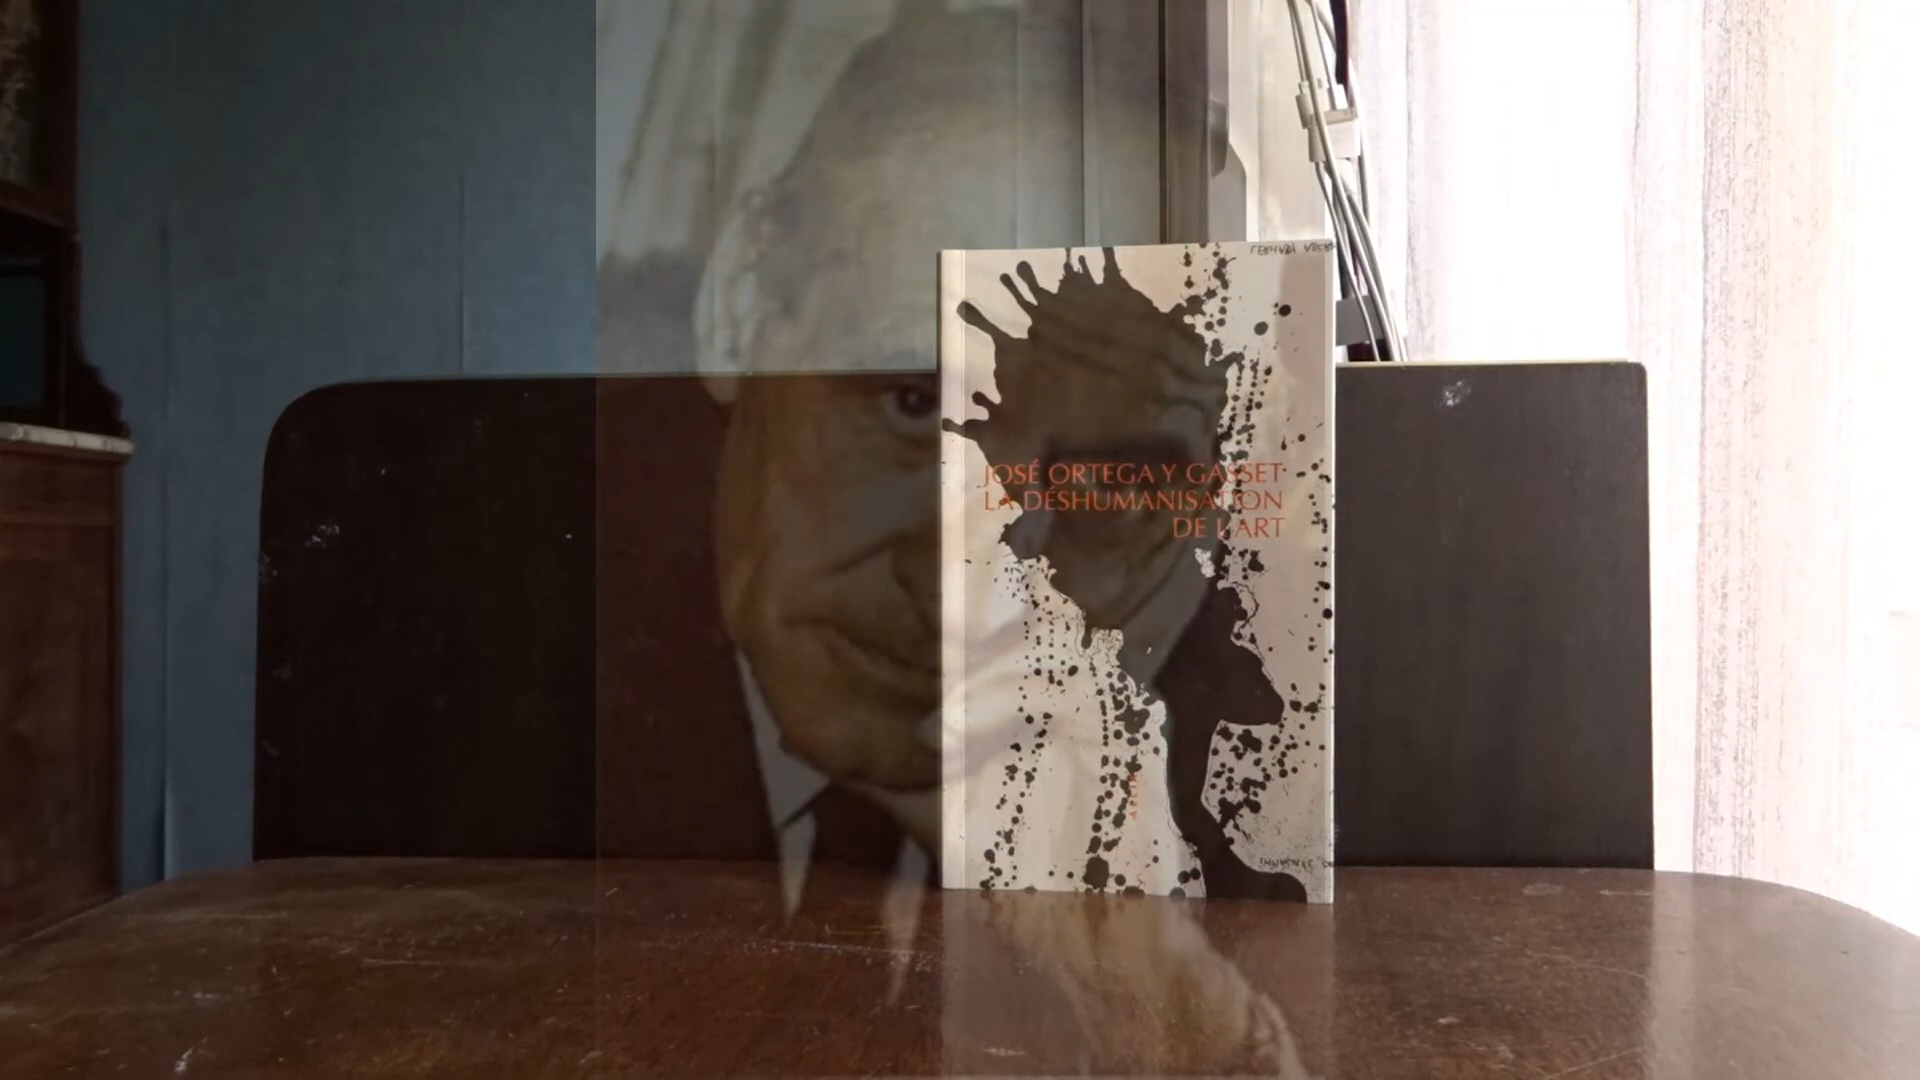 JOSÉ ORTEGA Y GASSET
LA DÉSHUMANISATION
DE L'ART